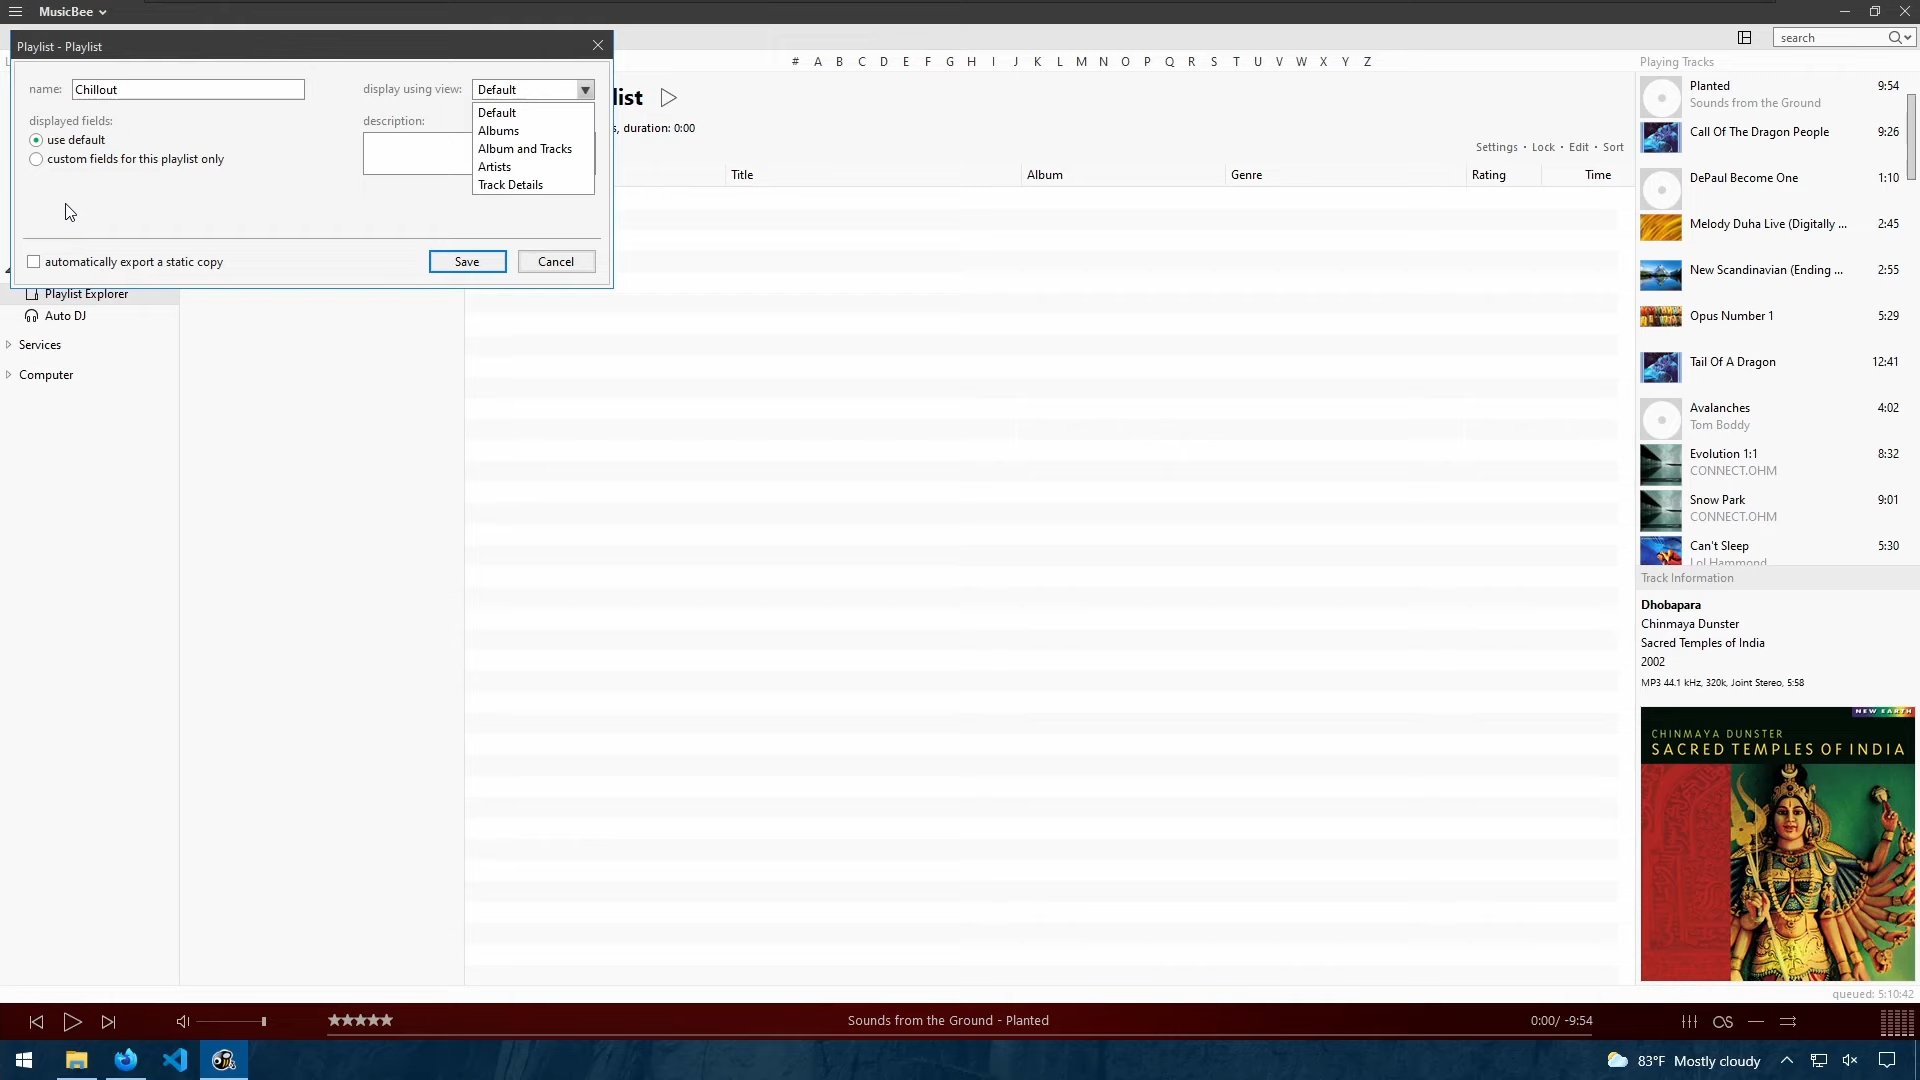 MusicBee
Playlist - Playlist
search
# A B C D E F G H I J K L M N O P Q R S T U V W X Y Z
Playing Tracks
name: Chillout
display using view: Default
Default
Albums
Album and Tracks
Artists
Track Details
displayed fields:
use default
custom fields for this playlist only
description:
automatically export a static copy
Save
Cancel
list
s, duration: 0:00
Settings · Lock · Edit · Sort
Title
Album
Genre
Rating
Time
Playlist Explorer
Auto DJ
Services
Computer
Planted 9:54
Sounds from the Ground
Call Of The Dragon People 9:26
DePaul Become One 1:10
Melody Duha Live (Digitally ... 2:45
New Scandinavian (Ending ... 2:55
Opus Number 1 5:29
Tail Of A Dragon 12:41
Avalanches 4:02
Tom Boddy
Evolution 1:1 8:32
CONNECT.OHM
Snow Park 9:01
CONNECT.OHM
Can't Sleep 5:30
Lol Hammond
Track Information
Dhobapara
Chinmaya Dunster
Sacred Temples of India
2002
MP3 44.1 kHz, 320k, Joint Stereo, 5:58
NEW EARTH
CHINMAYA DUNSTER
SACRED TEMPLES OF INDIA
queued: 5:10:42
Sounds from the Ground - Planted
0:00/ -9:54
83°F Mostly cloudy